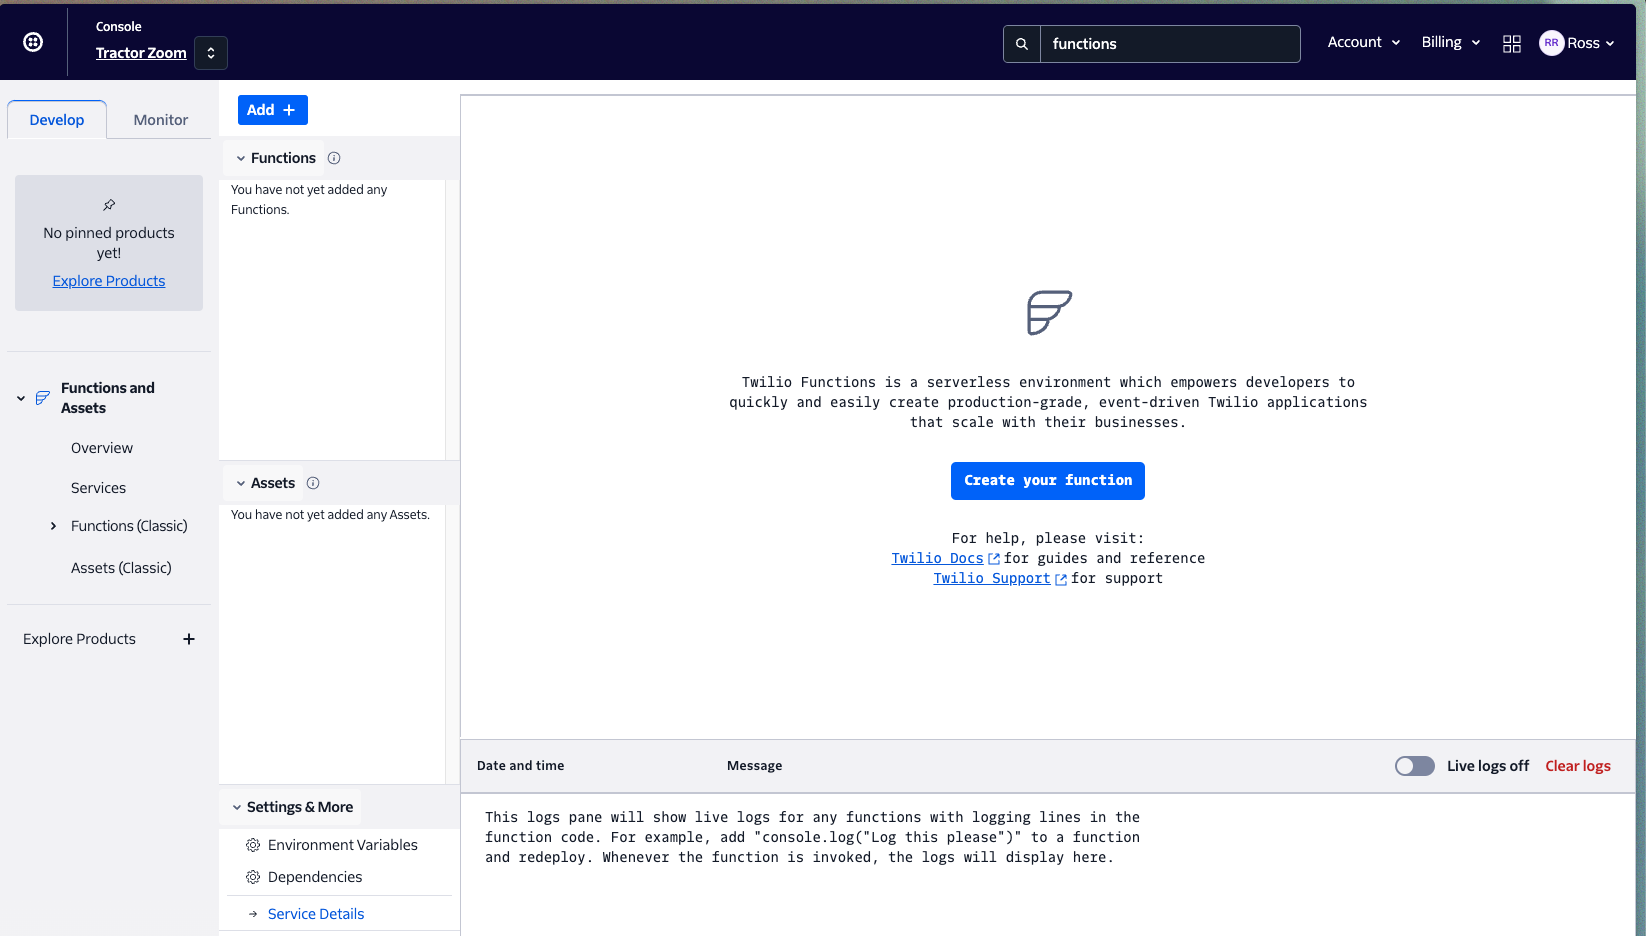 Console
Tractor Zoom
functions
Account
Billing
RR
Ross
Develop
Monitor
No pinned products
yet!
Explore Products
Functions and
Assets
Overview
Services
Functions (Classic)
Assets (Classic)
Explore Products
Add
Functions
You have not yet added any
Functions.
Assets
You have not yet added any Assets.
Settings & More
Environment Variables
Dependencies
Service Details
Twilio Functions is a serverless environment which empowers developers to
quickly and easily create production-grade, event-driven Twilio applications
that scale with their businesses.
Create your function
For help, please visit:
Twilio Docs for guides and reference
Twilio Support for support
Date and time Message Live logs off Clear logs
This logs pane will show live logs for any functions with logging lines in the
function code. For example, add "console.log("Log this please")" to a function
and redeploy. Whenever the function is invoked, the logs will display here.